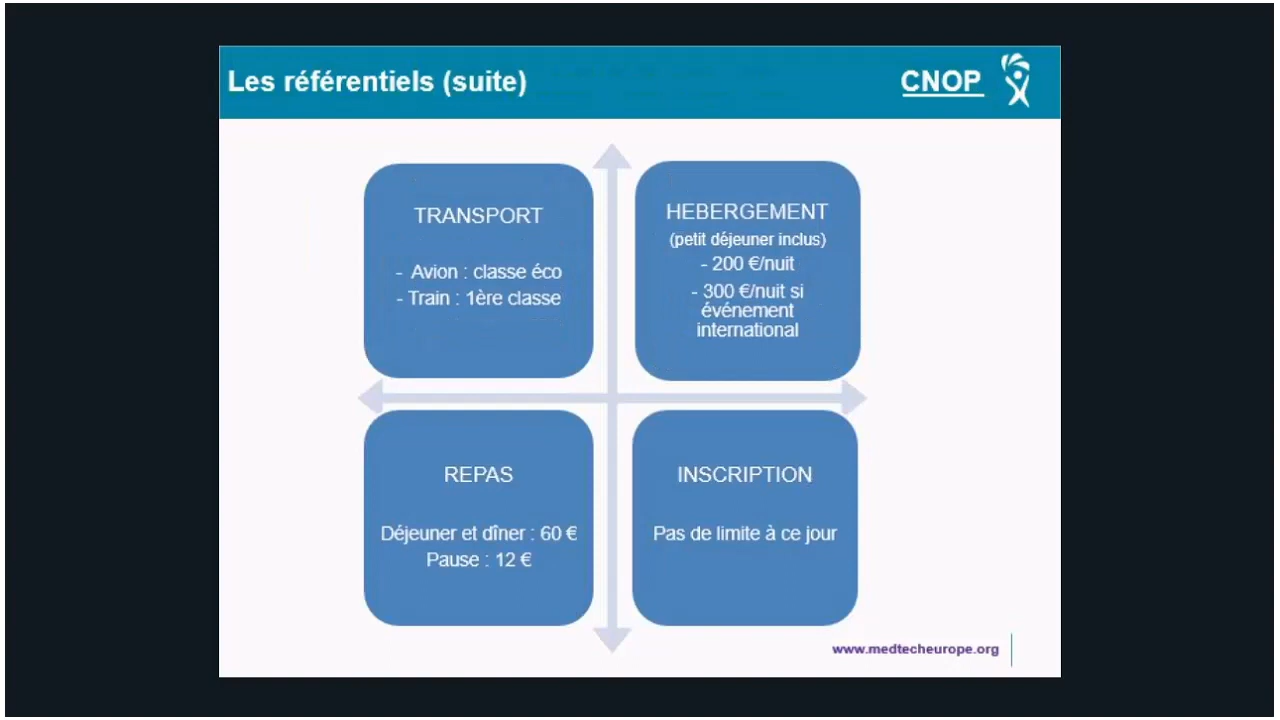 Les référentiels (suite)
CNOP
TRANSPORT
- Avion : classe éco
- Train : 1ère classe
HEBERGEMENT
(petit déjeuner inclus)
- 200 €/nuit
- 300 €/nuit si
événement
international
REPAS
Déjeuner et dîner : 60 €
Pause : 12 €
INSCRIPTION
Pas de limite à ce jour
www.medtecheurope.org